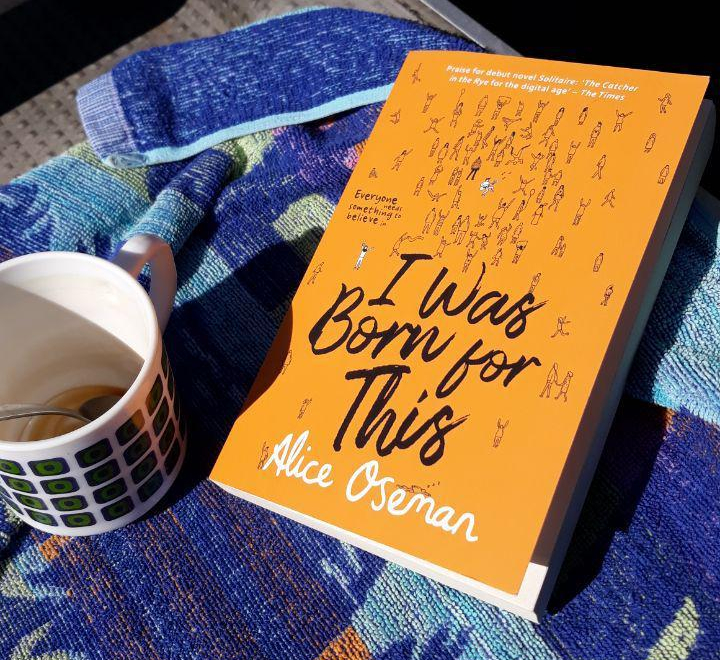 Praise for debut novel Solitaire: 'The Catcher
in the Rye for the digital age' – The Times
Everyone
needs
something to
believe in
I Was
Born for
This
Alice Oseman